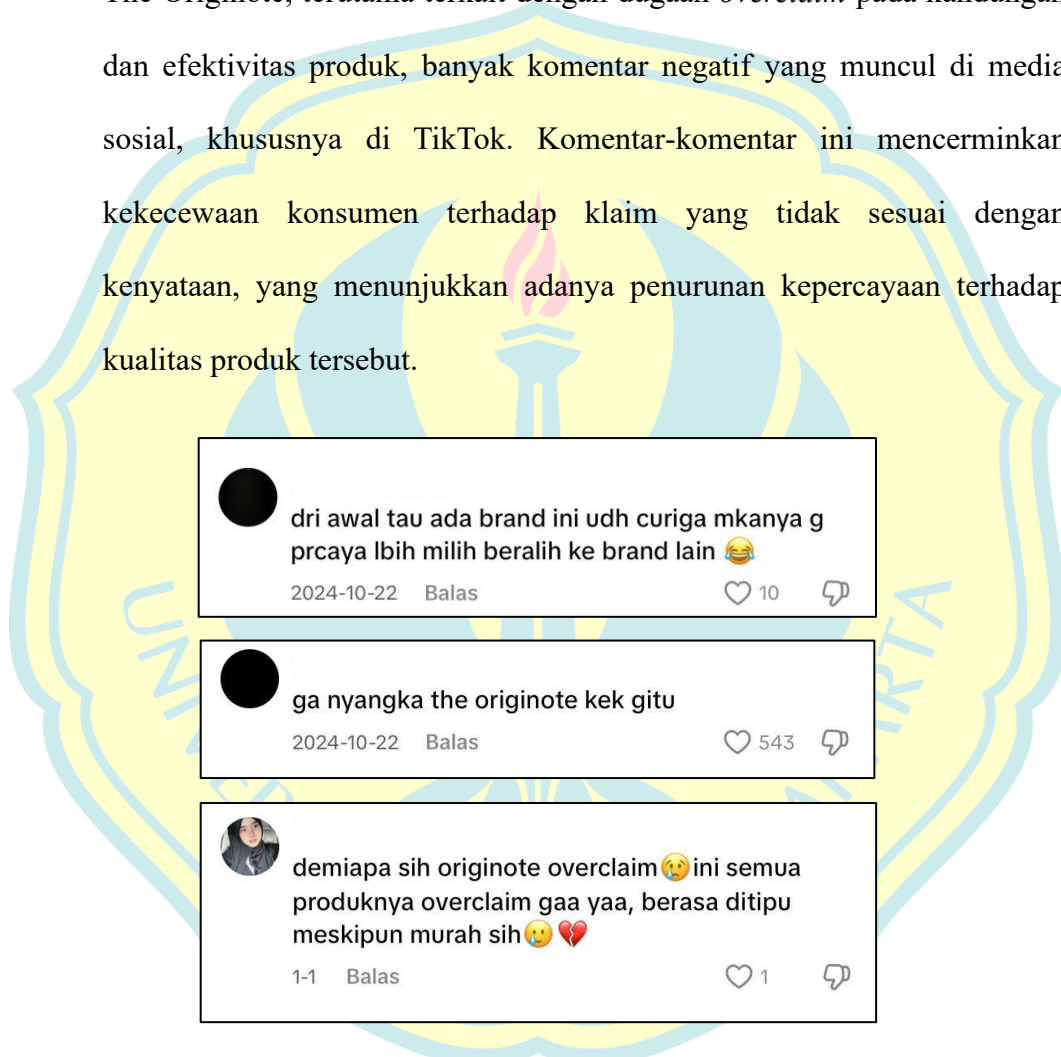 The Originote, terutama terkait dengan dugaan overclaim pada kandungan
dan efektivitas produk, banyak komentar negatif yang muncul di media
sosial, khususnya di TikTok. Komentar-komentar ini mencerminkan
kekecewaan konsumen terhadap klaim yang tidak sesuai dengan
kenyataan, yang menunjukkan adanya penurunan kepercayaan terhadap
kualitas produk tersebut.
dri awal tau ada brand ini udh curiga mkanya g
prcaya lbih milih beralih ke brand lain 😂
2024-10-22 Balas 10
ga nyangka the originote kek gitu
2024-10-22 Balas 543
demiapa sih originote overclaim😢ini semua
produknya overclaim gaa yaa, berasa ditipu
meskipun murah sih🥲💔
1-1 Balas 1